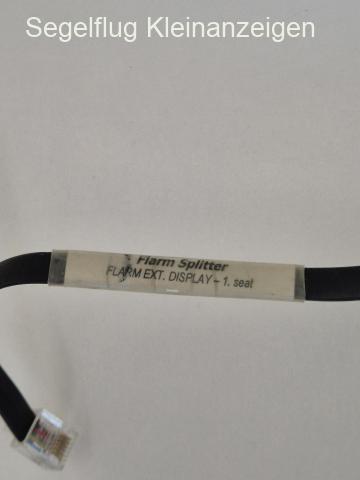 Segelflug Kleinanzeigen
Flarm Splitter
FLARM EXT. DISPLAY - 1. seat